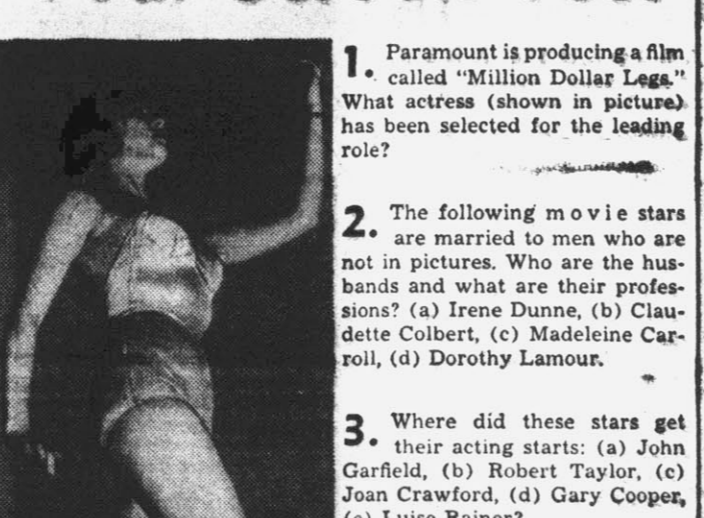 1. Paramount is producing a film
called "Million Dollar Legs."
What actress (shown in picture)
has been selected for the leading
role?
2. The following movie stars
are married to men who are
not in pictures. Who are the hus-
bands and what are their profes-
sions? (a) Irene Dunne, (b) Clau-
dette Colbert, (c) Madeleine Car-
roll, (d) Dorothy Lamour.
3. Where did these stars get
their acting starts: (a) John
Garfield, (b) Robert Taylor, (c)
Joan Crawford, (d) Gary Cooper,
(e) Luise Rainer?